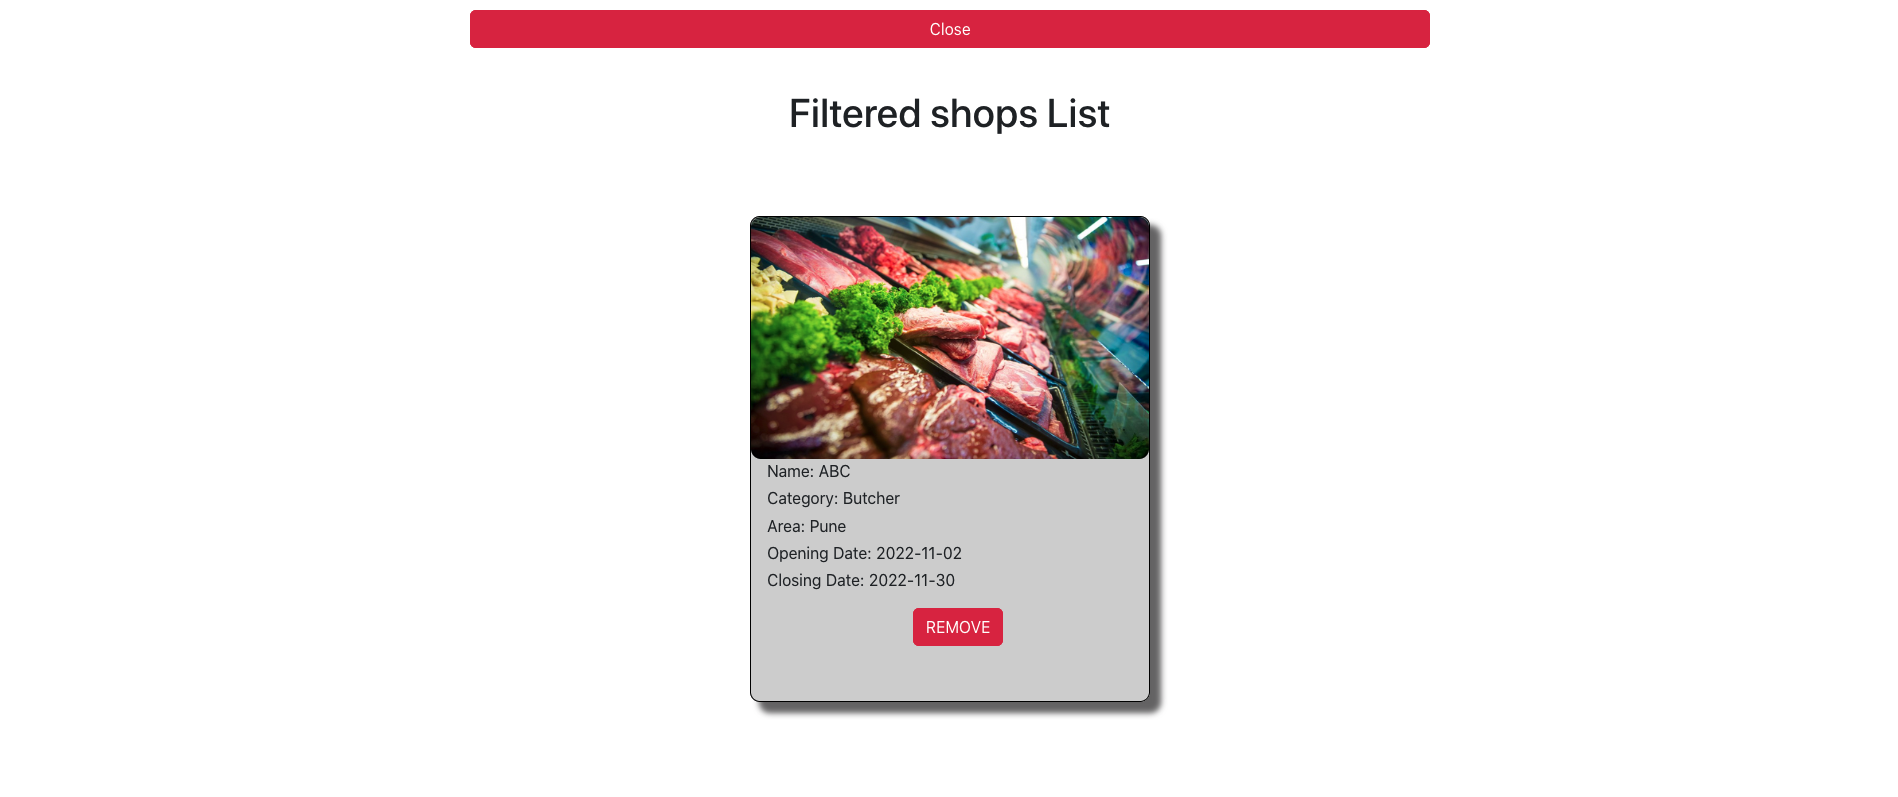 Close
Filtered shops List
Name: ABC
Category: Butcher
Area: Pune
Opening Date: 2022-11-02
Closing Date: 2022-11-30
REMOVE